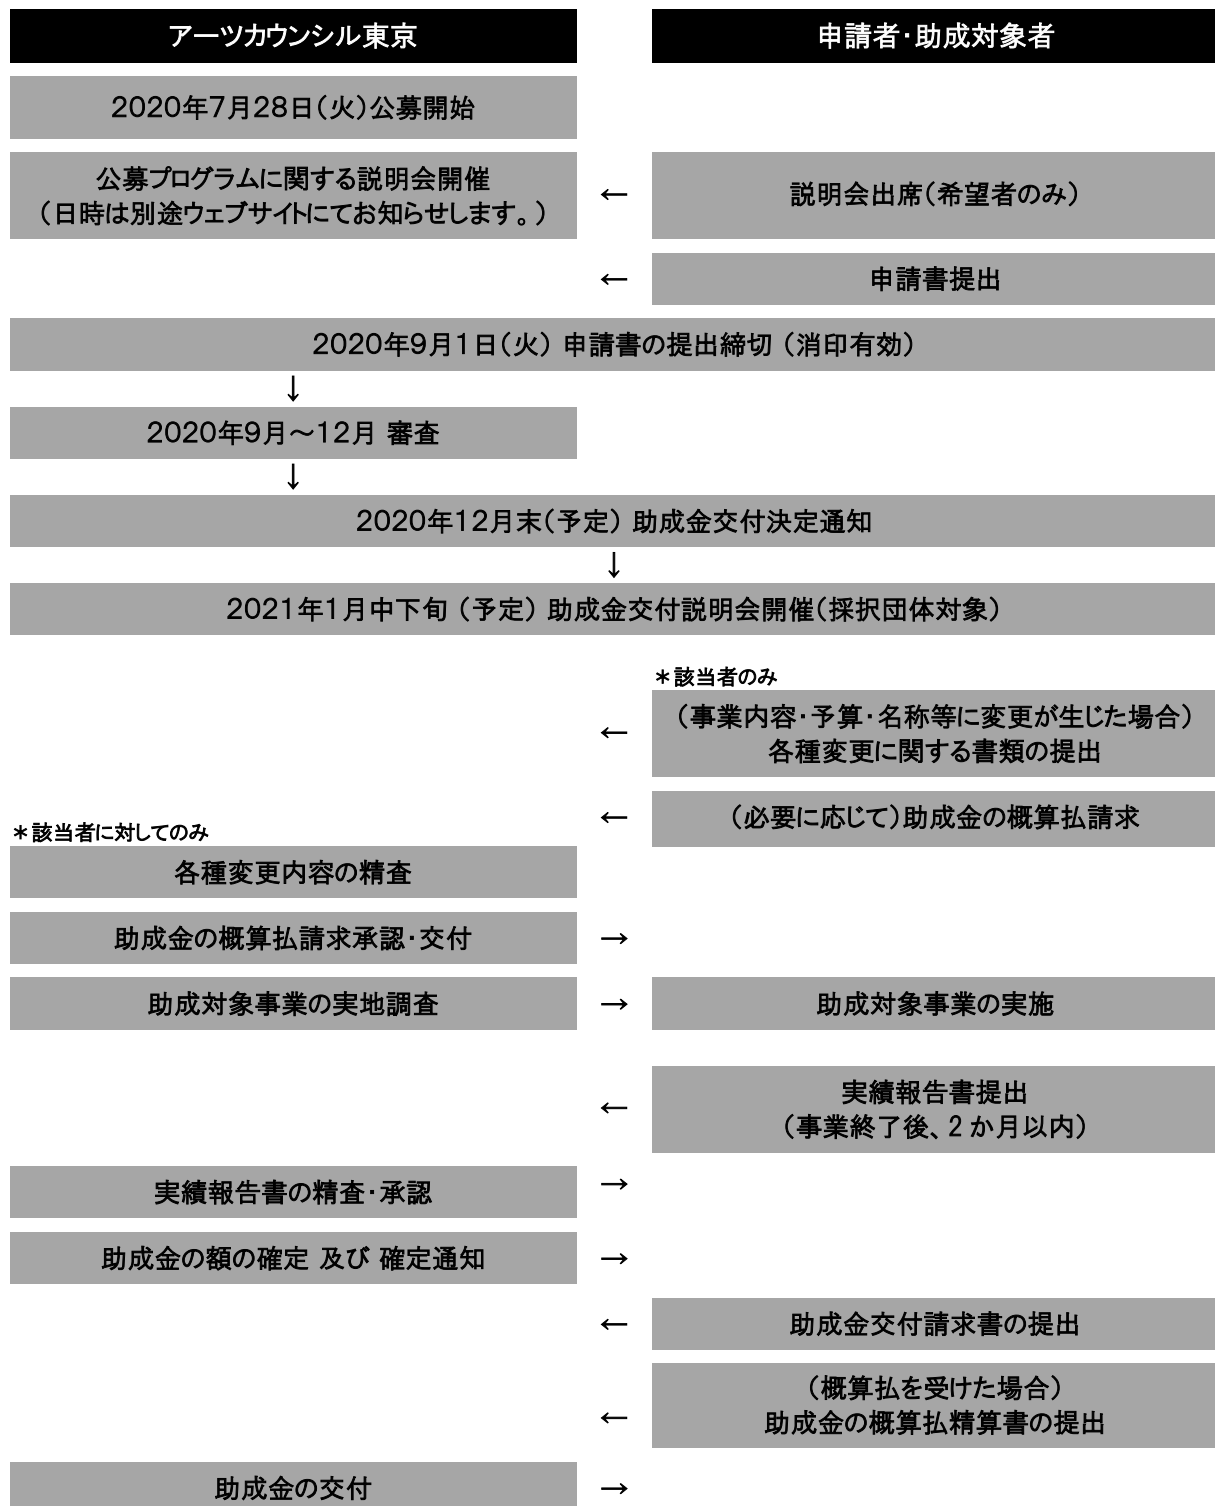 アーツカウンシル東京
申請者・助成対象者
2020年7月28日（火）公募開始
公募プログラムに関する説明会開催
（日時は別途ウェブサイトにてお知らせします。）
←
説明会出席（希望者のみ）
←
申請書提出
2020年9月1日（火） 申請書の提出締切 （消印有効）
↓
2020年9月～12月 審査
↓
2020年12月末（予定） 助成金交付決定通知
↓
2021年1月中下旬 （予定） 助成金交付説明会開催（採択団体対象）
＊該当者のみ
←
（事業内容・予算・名称等に変更が生じた場合）
各種変更に関する書類の提出
←
（必要に応じて）助成金の概算払請求
＊該当者に対してのみ
各種変更内容の精査
助成金の概算払請求承認・交付
→
助成対象事業の実地調査
→
助成対象事業の実施
←
実績報告書提出
（事業終了後、2 か月以内）
実績報告書の精査・承認
→
助成金の額の確定 及び 確定通知
→
←
助成金交付請求書の提出
←
（概算払を受けた場合）
助成金の概算払精算書の提出
助成金の交付
→